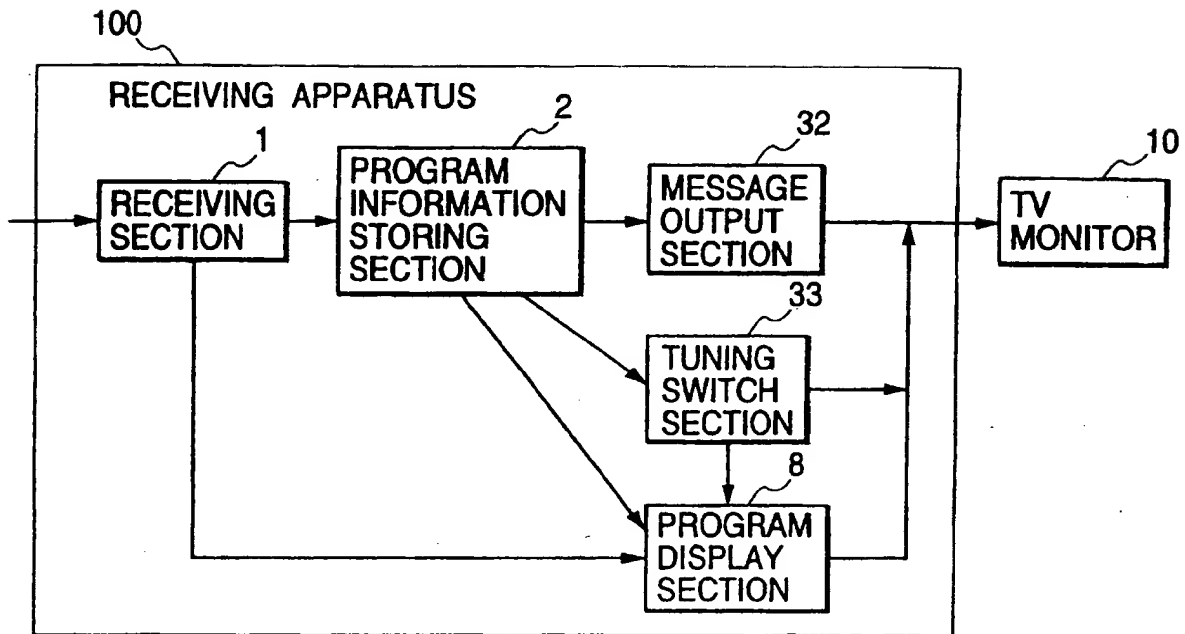 100
RECEIVING APPARATUS
1
RECEIVING
SECTION
2
PROGRAM
INFORMATION
STORING
SECTION
32
MESSAGE
OUTPUT
SECTION
10
TV
MONITOR
33
TUNING
SWITCH
SECTION
8
PROGRAM
DISPLAY
SECTION